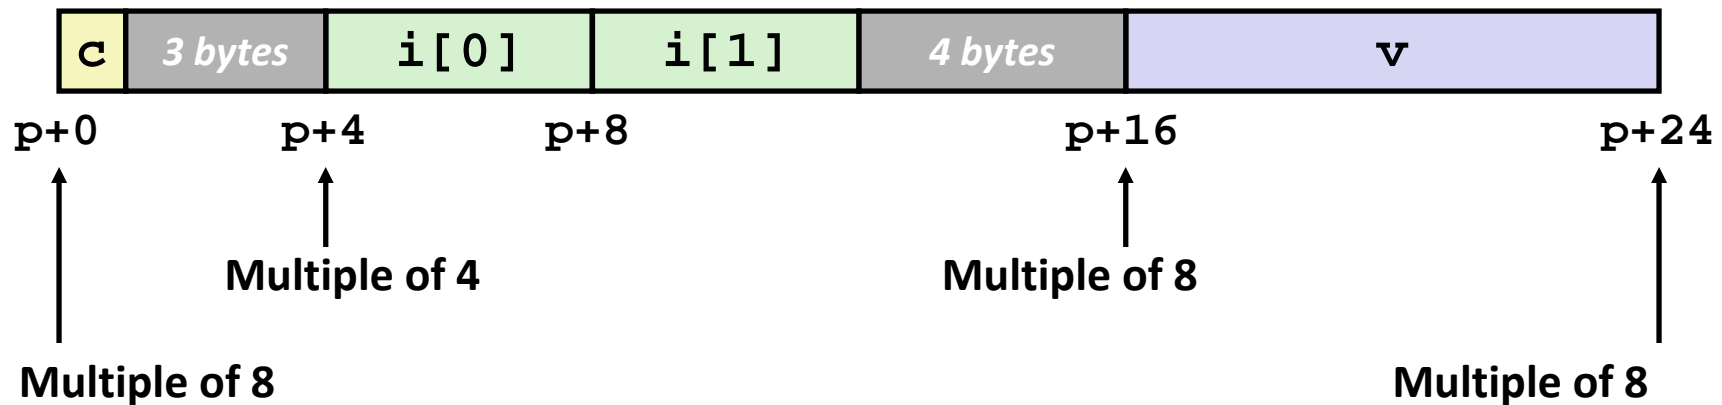 c 3 bytes i[0] i[1] 4 bytes v
p+0 p+4 p+8 p+16 p+24
Multiple of 4 Multiple of 8
Multiple of 8 Multiple of 8